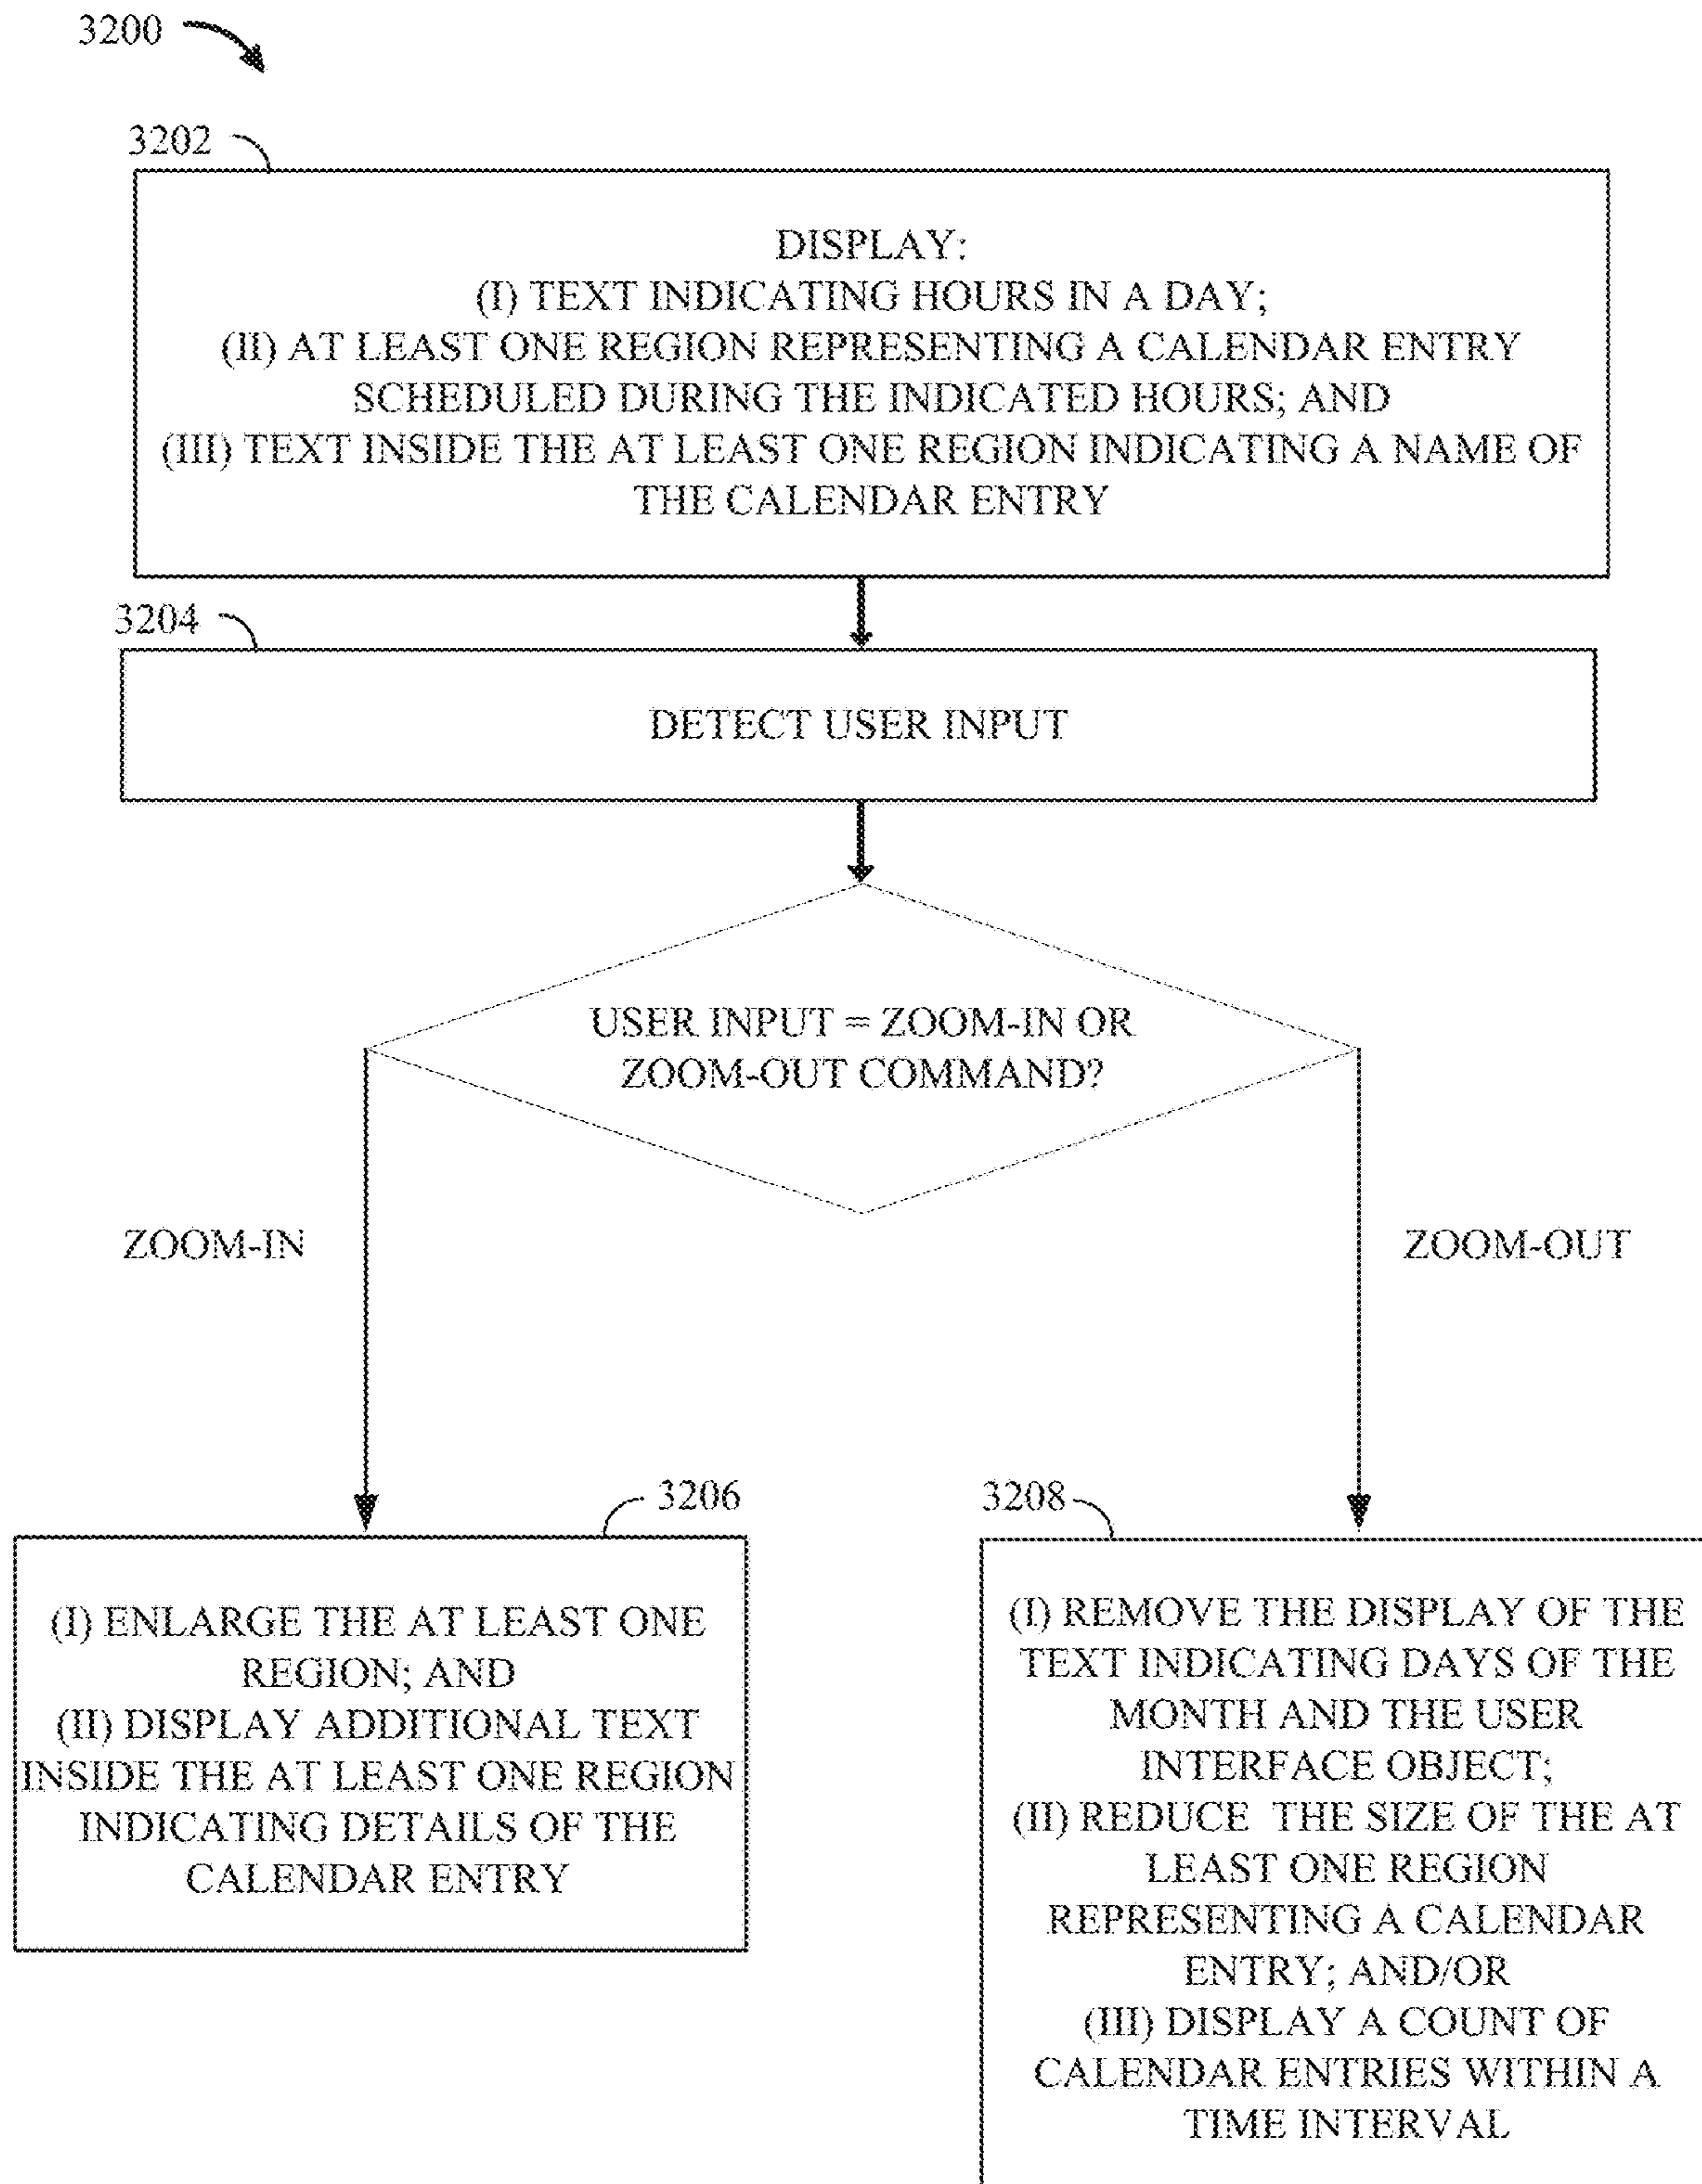 3200
3202
DISPLAY:
(I) TEXT INDICATING HOURS IN A DAY;
(II) AT LEAST ONE REGION REPRESENTING A CALENDAR ENTRY
SCHEDULED DURING THE INDICATED HOURS; AND
(III) TEXT INSIDE THE AT LEAST ONE REGION INDICATING A NAME OF
THE CALENDAR ENTRY
3204
DETECT USER INPUT
USER INPUT = ZOOM-IN OR
ZOOM-OUT COMMAND?
ZOOM-IN
ZOOM-OUT
3206
(I) ENLARGE THE AT LEAST ONE
REGION; AND
(II) DISPLAY ADDITIONAL TEXT
INSIDE THE AT LEAST ONE REGION
INDICATING DETAILS OF THE
CALENDAR ENTRY
3208
(I) REMOVE THE DISPLAY OF THE
TEXT INDICATING DAYS OF THE
MONTH AND THE USER
INTERFACE OBJECT;
(II) REDUCE THE SIZE OF THE AT
LEAST ONE REGION
REPRESENTING A CALENDAR
ENTRY; AND/OR
(III) DISPLAY A COUNT OF
CALENDAR ENTRIES WITHIN A
TIME INTERVAL